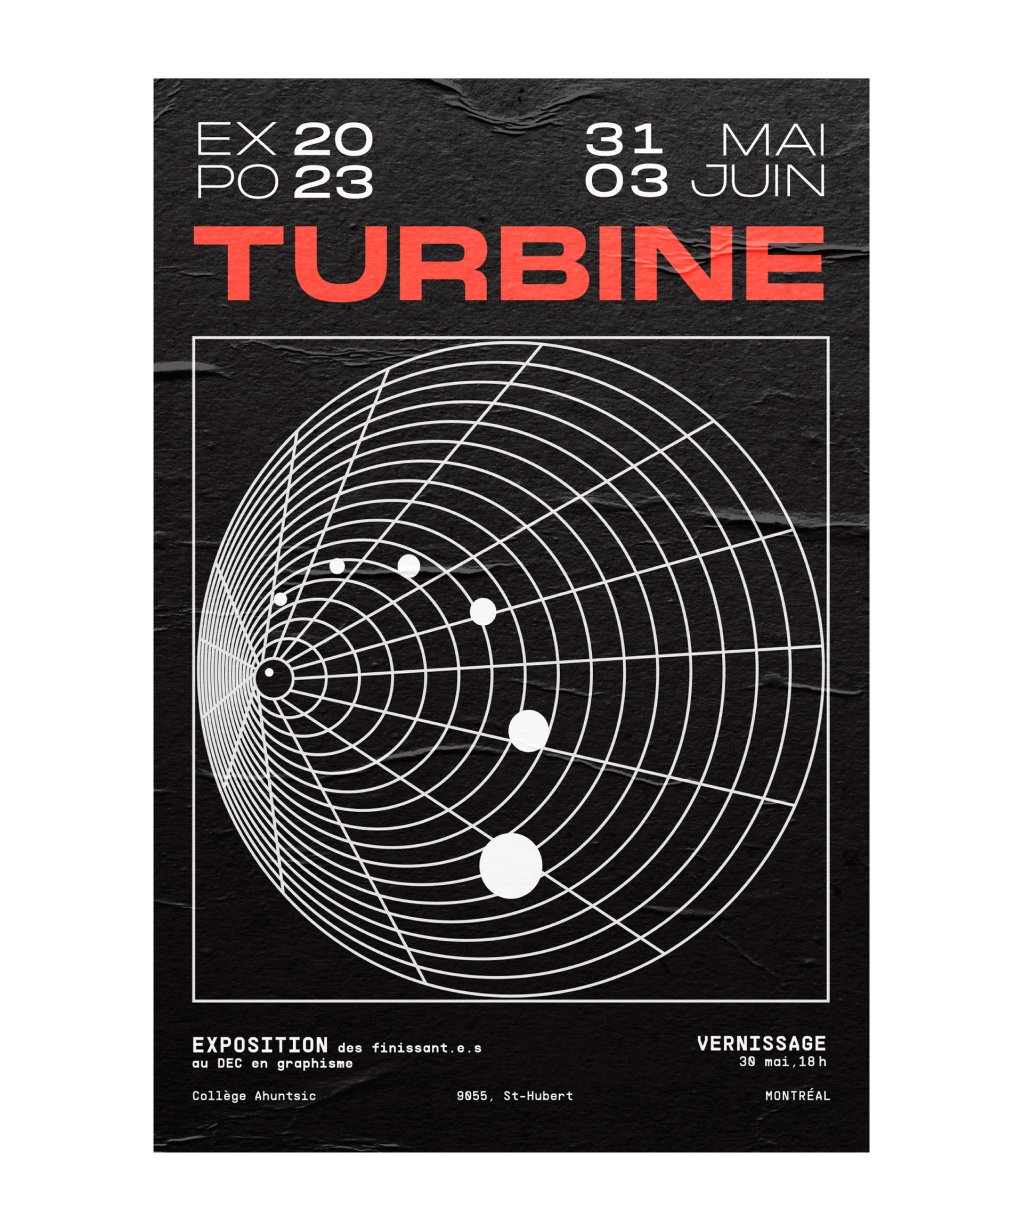 EX 20 31 MAI
PO 23 03 JUIN
TURBINE
EXPOSITION des finissant.e.s
au DEC en graphisme
VERNISSAGE
30 mai,18h
Collège Ahuntsic 9055, St-Hubert MONTRÉAL